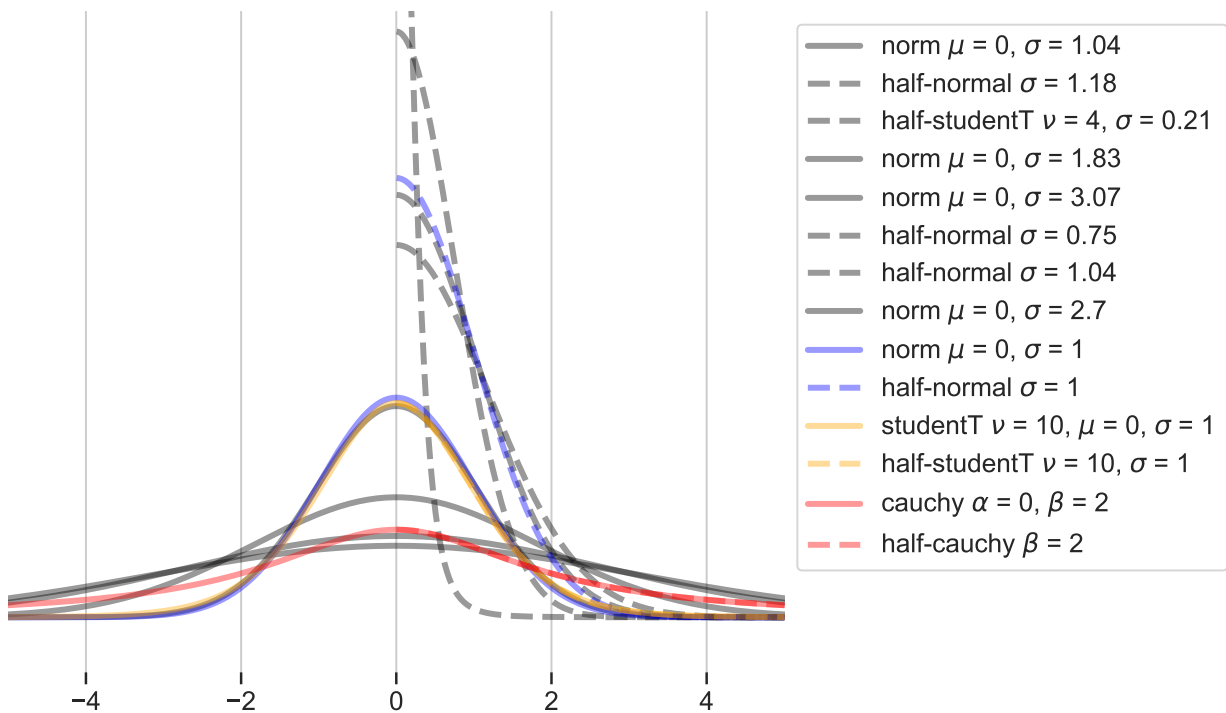 norm μ = 0, σ = 1.04
half-normal σ = 1.18
half-studentT ν = 4, σ = 0.21
norm μ = 0, σ = 1.83
norm μ = 0, σ = 3.07
half-normal σ = 0.75
half-normal σ = 1.04
norm μ = 0, σ = 2.7
norm μ = 0, σ = 1
half-normal σ = 1
studentT ν = 10, μ = 0, σ = 1
half-studentT ν = 10, σ = 1
cauchy α = 0, β = 2
half-cauchy β = 2
−4 −2 0 2 4